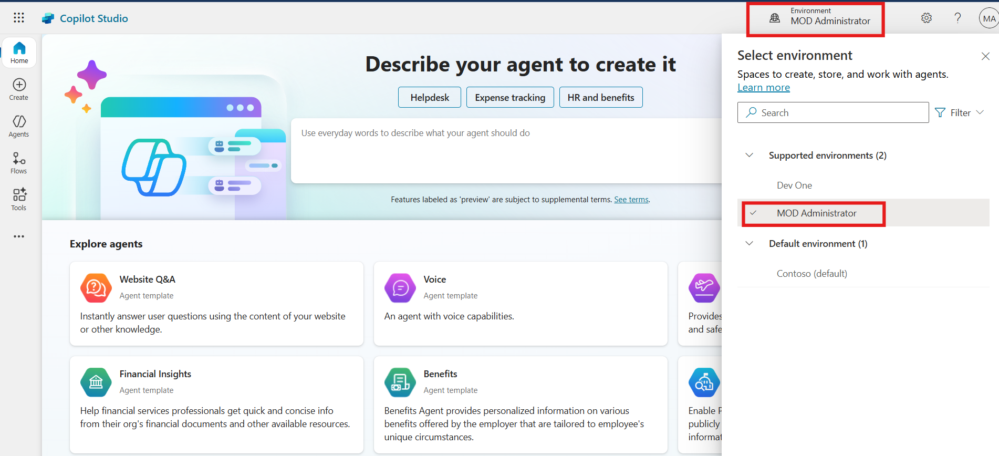 Copilot Studio
Environment
MOD Administrator
MA
Home
Create
Agents
Flows
Tools
Describe your agent to create it
Helpdesk
Expense tracking
HR and benefits
Use everyday words to describe what your agent should do
Features labeled as 'preview' are subject to supplemental terms. See terms.
Explore agents
Website Q&A
Agent template
Instantly answer user questions using the content of your website
or other knowledge.
Voice
Agent template
An agent with voice capabilities.
Provides
and safe
Financial Insights
Agent template
Help financial services professionals get quick and concise info
from their org's financial documents and other available resources.
Benefits
Agent template
Benefits Agent provides personalized information on various
benefits offered by the employer that are tailored to employee's
unique circumstances.
Enable
publicly
Select environment
Spaces to create, store, and work with agents.
Learn more
Search
Filter
Supported environments (2)
Dev One
MOD Administrator
Default environment (1)
Contoso (default)